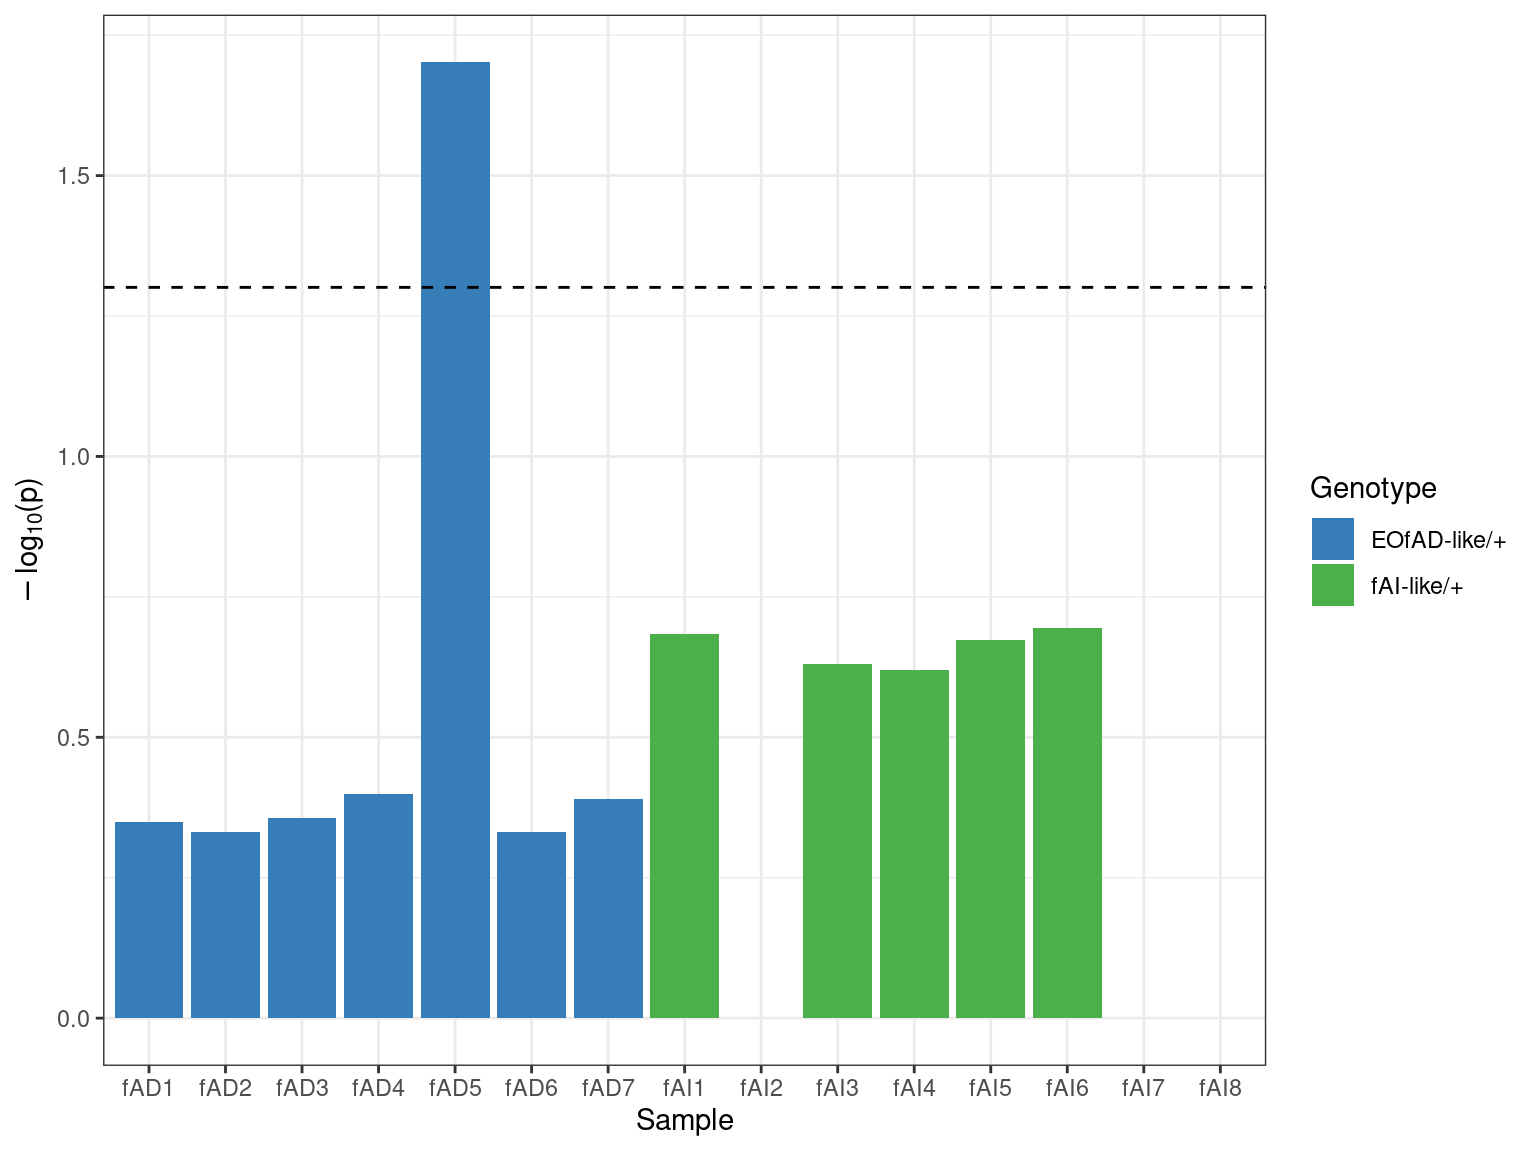 − log10(p)
1.5
1.0
0.5
0.0
fAD1 fAD2 fAD3 fAD4 fAD5 fAD6 fAD7 fAI1 fAI2 fAI3 fAI4 fAI5 fAI6 fAI7 fAI8
Sample
Genotype
EOfAD-like/+
fAI-like/+